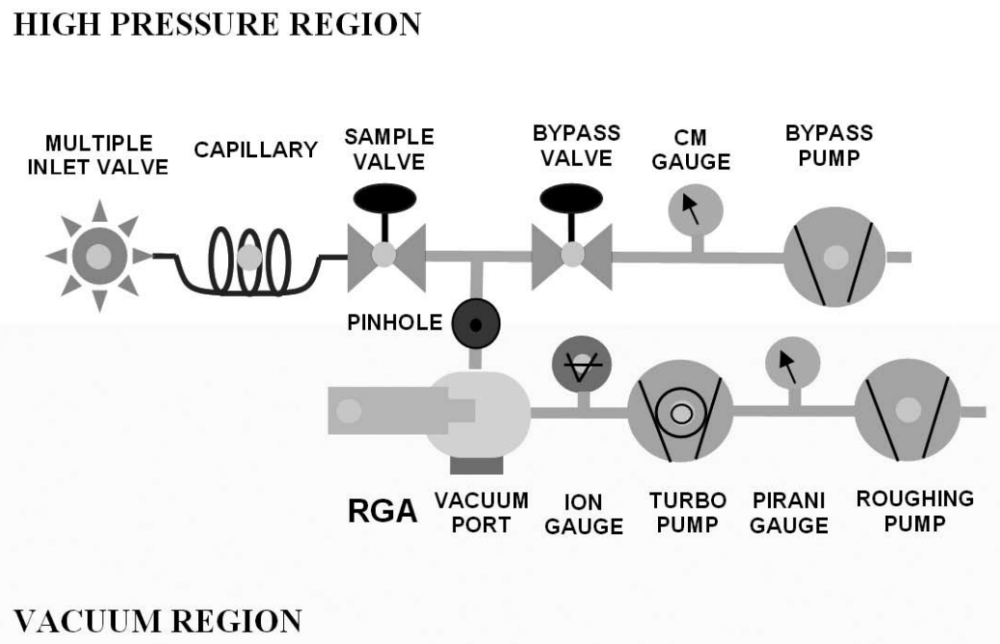 HIGH PRESSURE REGION
MULTIPLE
INLET VALVE
CAPILLARY
SAMPLE
VALVE
BYPASS
VALVE
CM
GAUGE
BYPASS
PUMP
PINHOLE
RGA
VACUUM
PORT
ION
GAUGE
TURBO
PUMP
PIRANI
GAUGE
ROUGHING
PUMP
VACUUM REGION